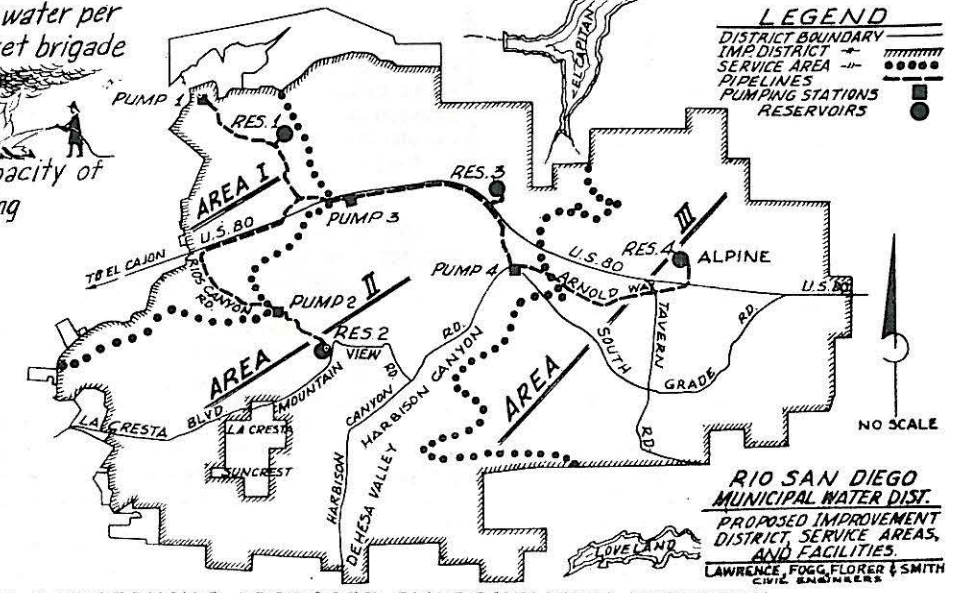 water per
et brigade
acity of
ng
LEGEND
DISTRICT BOUNDARY
IMP. DISTRICT -"-
SERVICE AREA -"-
PIPELINES
PUMPING STATIONS
RESERVOIRS
EL CAPITAN
PUMP 1
RES. 1
AREA I
U.S. 80
TO EL CAJON
PUMP 3
RES. 3
RIOS CANYON
RD.
PUMP 2
AREA II
RES. 2
PUMP 4
U.S. 80
ARNOLD WAY
RES. 4
ALPINE
AREA III
U.S. 80
TAVERN
RD.
SOUTH
GRADE
RD.
LA CRESTA
BLVD
MOUNTAIN
VIEW
RD.
LA CRESTA
SUNCREST
HARBISON
CANYON
RD.
HARBISON CANYON
DEHESA VALLEY
LOVELAND
NO SCALE
RIO SAN DIEGO
MUNICIPAL WATER DIST.
PROPOSED IMPROVEMENT
DISTRICT, SERVICE AREAS,
AND FACILITIES.
LAWRENCE, FOGG, FLORER & SMITH
CIVIL ENGINEERS